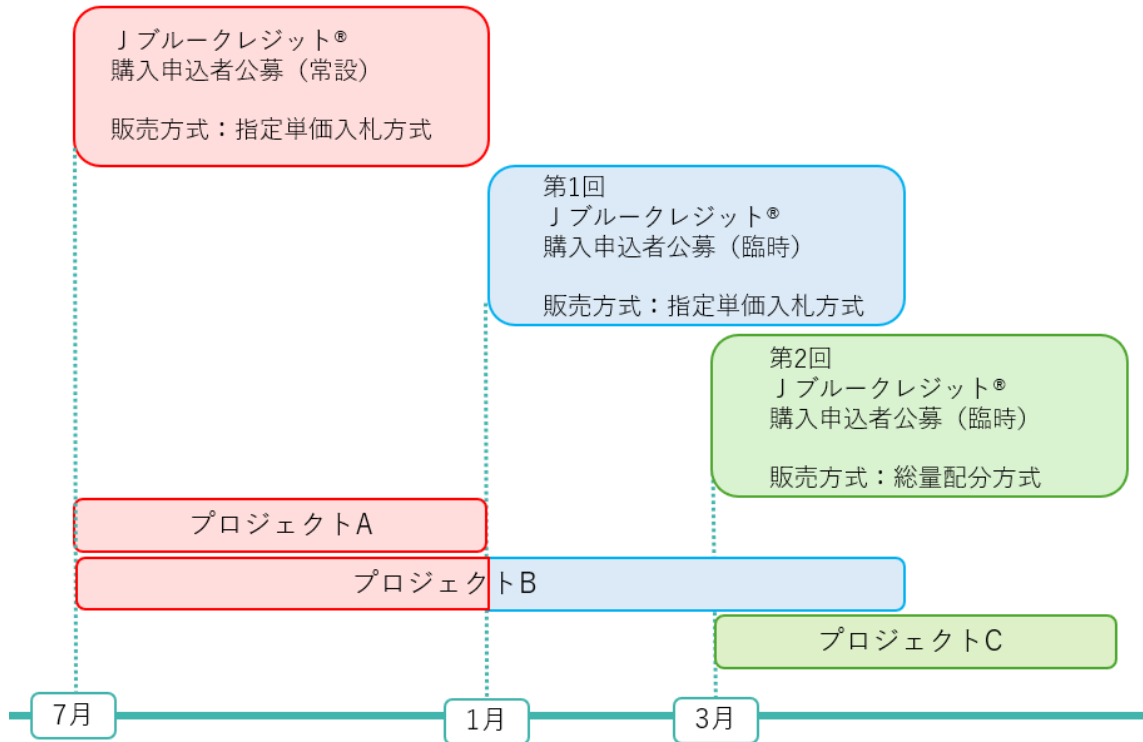 Ｊブルークレジット®
購入申込者公募（常設）
販売方式：指定単価入札方式
第1回
Ｊブルークレジット®
購入申込者公募（臨時）
販売方式：指定単価入札方式
第2回
Ｊブルークレジット®
購入申込者公募（臨時）
販売方式：総量配分方式
プロジェクトA
プロジェクトB
プロジェクトC
7月
1月
3月